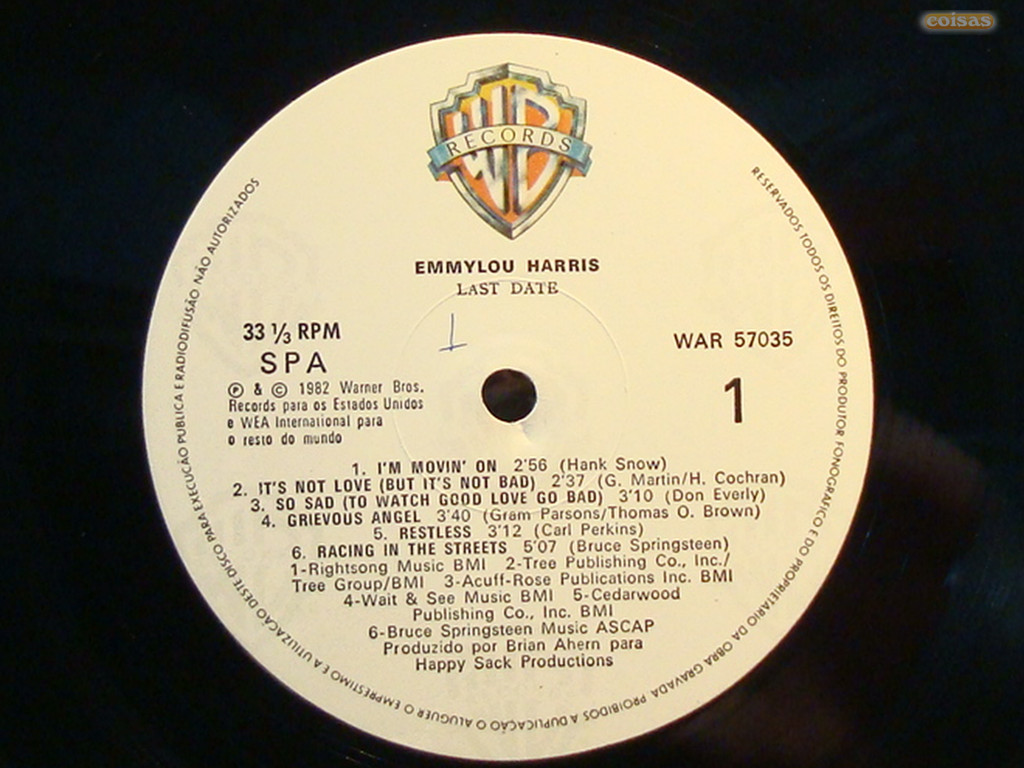 coisas
WB
RECORDS
EMMYLOU HARRIS
LAST DATE
33 ⅓ RPM
SPA
Ⓟ & © 1982 Warner Bros.
Records para os Estados Unidos
e WEA International para
o resto do mundo
WAR 57035
1
1. I'M MOVIN' ON 2'56 (Hank Snow)
2. IT'S NOT LOVE (BUT IT'S NOT BAD) 2'37 (G. Martin/H. Cochran)
3. SO SAD (TO WATCH GOOD LOVE GO BAD) 3'10 (Don Everly)
4. GRIEVOUS ANGEL 3'40 (Gram Parsons/Thomas O. Brown)
5. RESTLESS 3'12 (Carl Perkins)
6. RACING IN THE STREETS 5'07 (Bruce Springsteen)
1-Rightsong Music BMI 2-Tree Publishing Co., Inc./
Tree Group/BMI 3-Acuff-Rose Publications Inc. BMI
4-Wait & See Music BMI 5-Cedarwood
Publishing Co., Inc. BMI
6-Bruce Springsteen Music ASCAP
Produzido por Brian Ahern para
Happy Sack Productions
RESERVADOS TODOS OS DIREITOS DO PRODUTOR FONOGRAFICO E DO PROPRIETARIO DA OBRA GRAVADA PROIBIDOS A DUPLICAÇÃO O ALUGUER O EMPRESTIMO E A UTILIZAÇÃO DESTE DISCO PARA EXECUÇÃO PUBLICA E RADIODIFUSÃO NÃO AUTORIZADOS